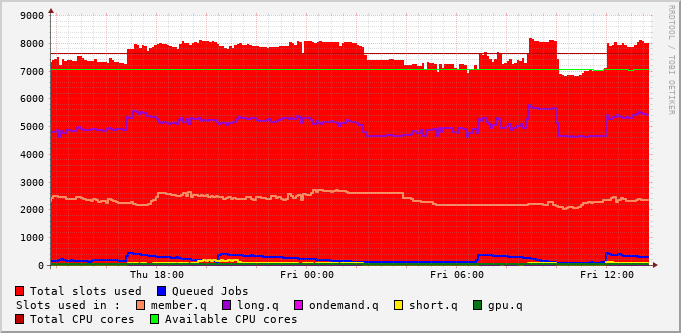 RRDTOOL / TOBI OETIKER
9000
8000
7000
6000
5000
4000
3000
2000
1000
0
Thu 18:00 Fri 00:00 Fri 06:00 Fri 12:00
Total slots used Queued Jobs
Slots used in : member.q long.q ondemand.q short.q gpu.q
Total CPU cores Available CPU cores